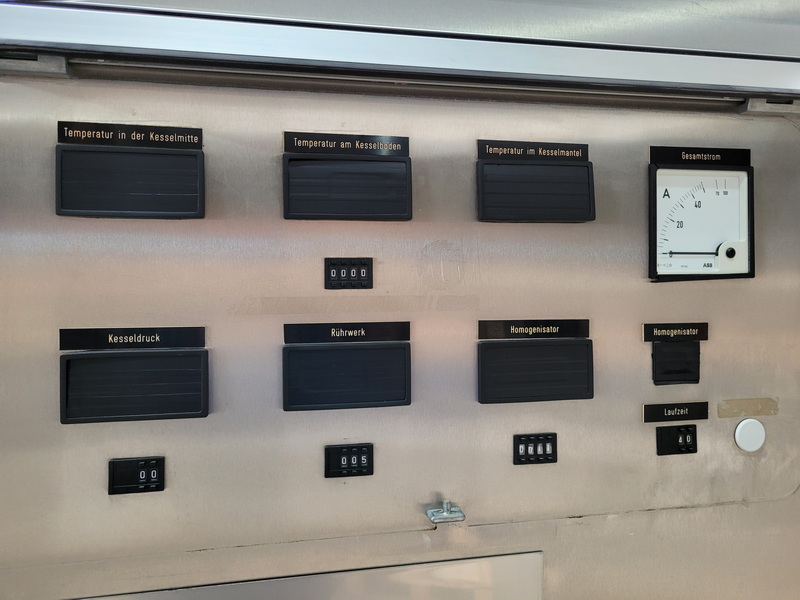 Temperatur in der Kesselmitte
Temperatur am Kesselboden
Temperatur im Kesselmantel
Gesamtstrom
A
40
20
0
ABB
0000
Kesseldruck
Rührwerk
Homogenisator
Homogenisator
Laufzeit
00
005